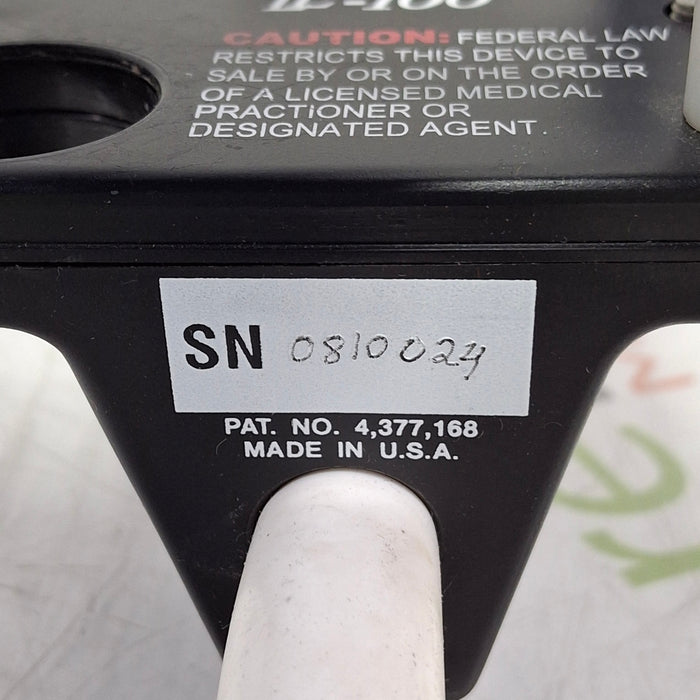 CAUTION: FEDERAL LAW
RESTRICTS THIS DEVICE TO
SALE BY OR ON THE ORDER
OF A LICENSED MEDICAL
PRACTIONER OR
DESIGNATED AGENT.
SN 0810024
PAT. NO. 4,377,168
MADE IN U.S.A.